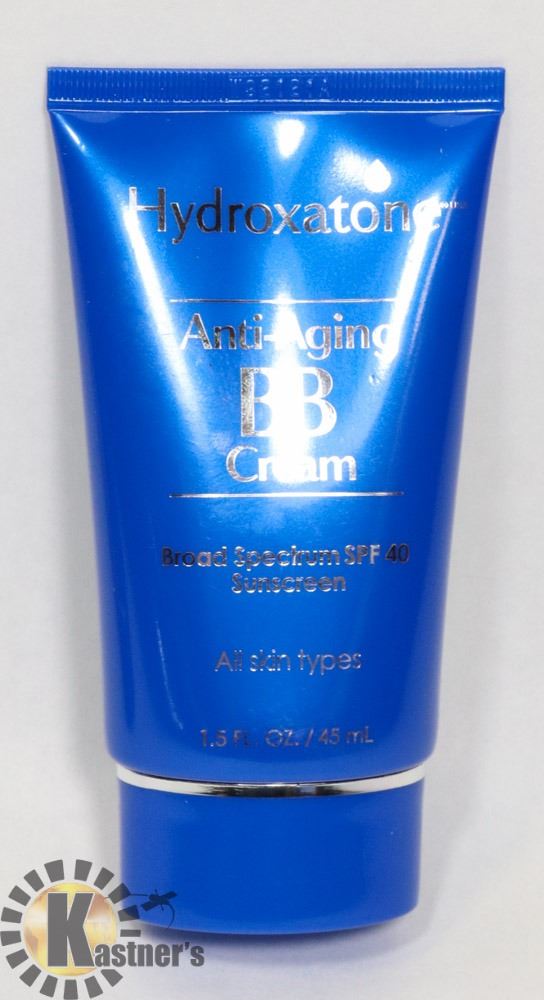 Hydroxatone
Anti-Aging
BB
Cream
Broad Spectrum SPF 40
Sunscreen
All skin types
1.5 FL. OZ. / 45 mL
Kastner's